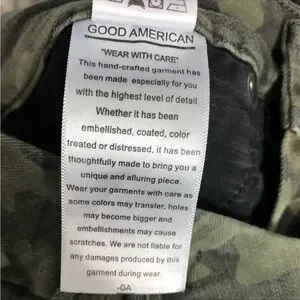 GOOD AMERICAN
"WEAR WITH CARE"
This hand-crafted garment has
been made especially for you
with the highest level of detail.
Whether it has been
embellished, coated, color
treated or distressed, it has been
thoughtfully made to bring you a
unique and alluring piece.
Wear your garments with care as
some colors may transfer, holes
may become bigger and
embellishments may cause
scratches. We are not liable for
any damages produced by this
garment during wear.
-GA